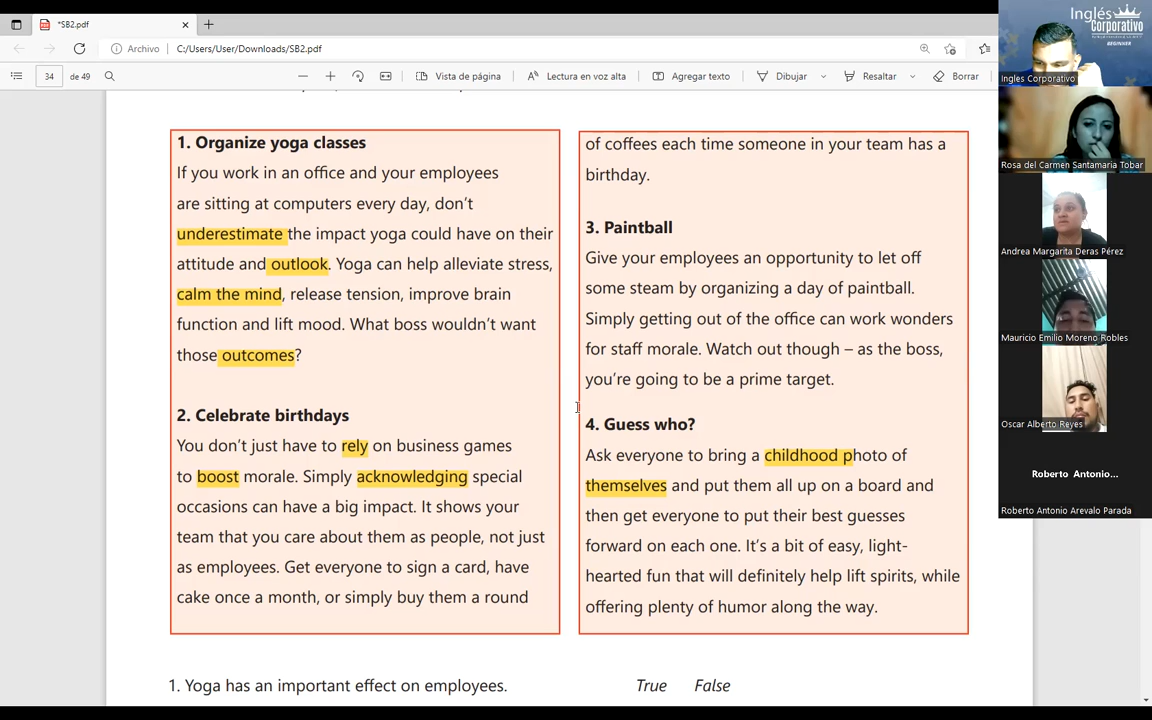 *SB2.pdf
Archivo
C:/Users/User/Downloads/SB2.pdf
34
de 49
Vista de página
Lectura en voz alta
Agregar texto
Dibujar
Resaltar
Borrar
1. Organize yoga classes
If you work in an office and your employees
are sitting at computers every day, don't
underestimate the impact yoga could have on their
attitude and outlook. Yoga can help alleviate stress,
calm the mind, release tension, improve brain
function and lift mood. What boss wouldn't want
those outcomes?
2. Celebrate birthdays
You don't just have to rely on business games
to boost morale. Simply acknowledging special
occasions can have a big impact. It shows your
team that you care about them as people, not just
as employees. Get everyone to sign a card, have
cake once a month, or simply buy them a round
of coffees each time someone in your team has a
birthday.
3. Paintball
Give your employees an opportunity to let off
some steam by organizing a day of paintball.
Simply getting out of the office can work wonders
for staff morale. Watch out though – as the boss,
you're going to be a prime target.
4. Guess who?
Ask everyone to bring a childhood photo of
themselves and put them all up on a board and
then get everyone to put their best guesses
forward on each one. It's a bit of easy, light-
hearted fun that will definitely help lift spirits, while
offering plenty of humor along the way.
1. Yoga has an important effect on employees. True False
Inglés
Corporativo
BEGINNER
Ingles Corporativo
Rosa del Carmen Santamaria Tobar
Andrea Margarita Deras Pérez
Mauricio Emilio Moreno Robles
Oscar Alberto Reyes
Roberto Antonio...
Roberto Antonio Arevalo Parada